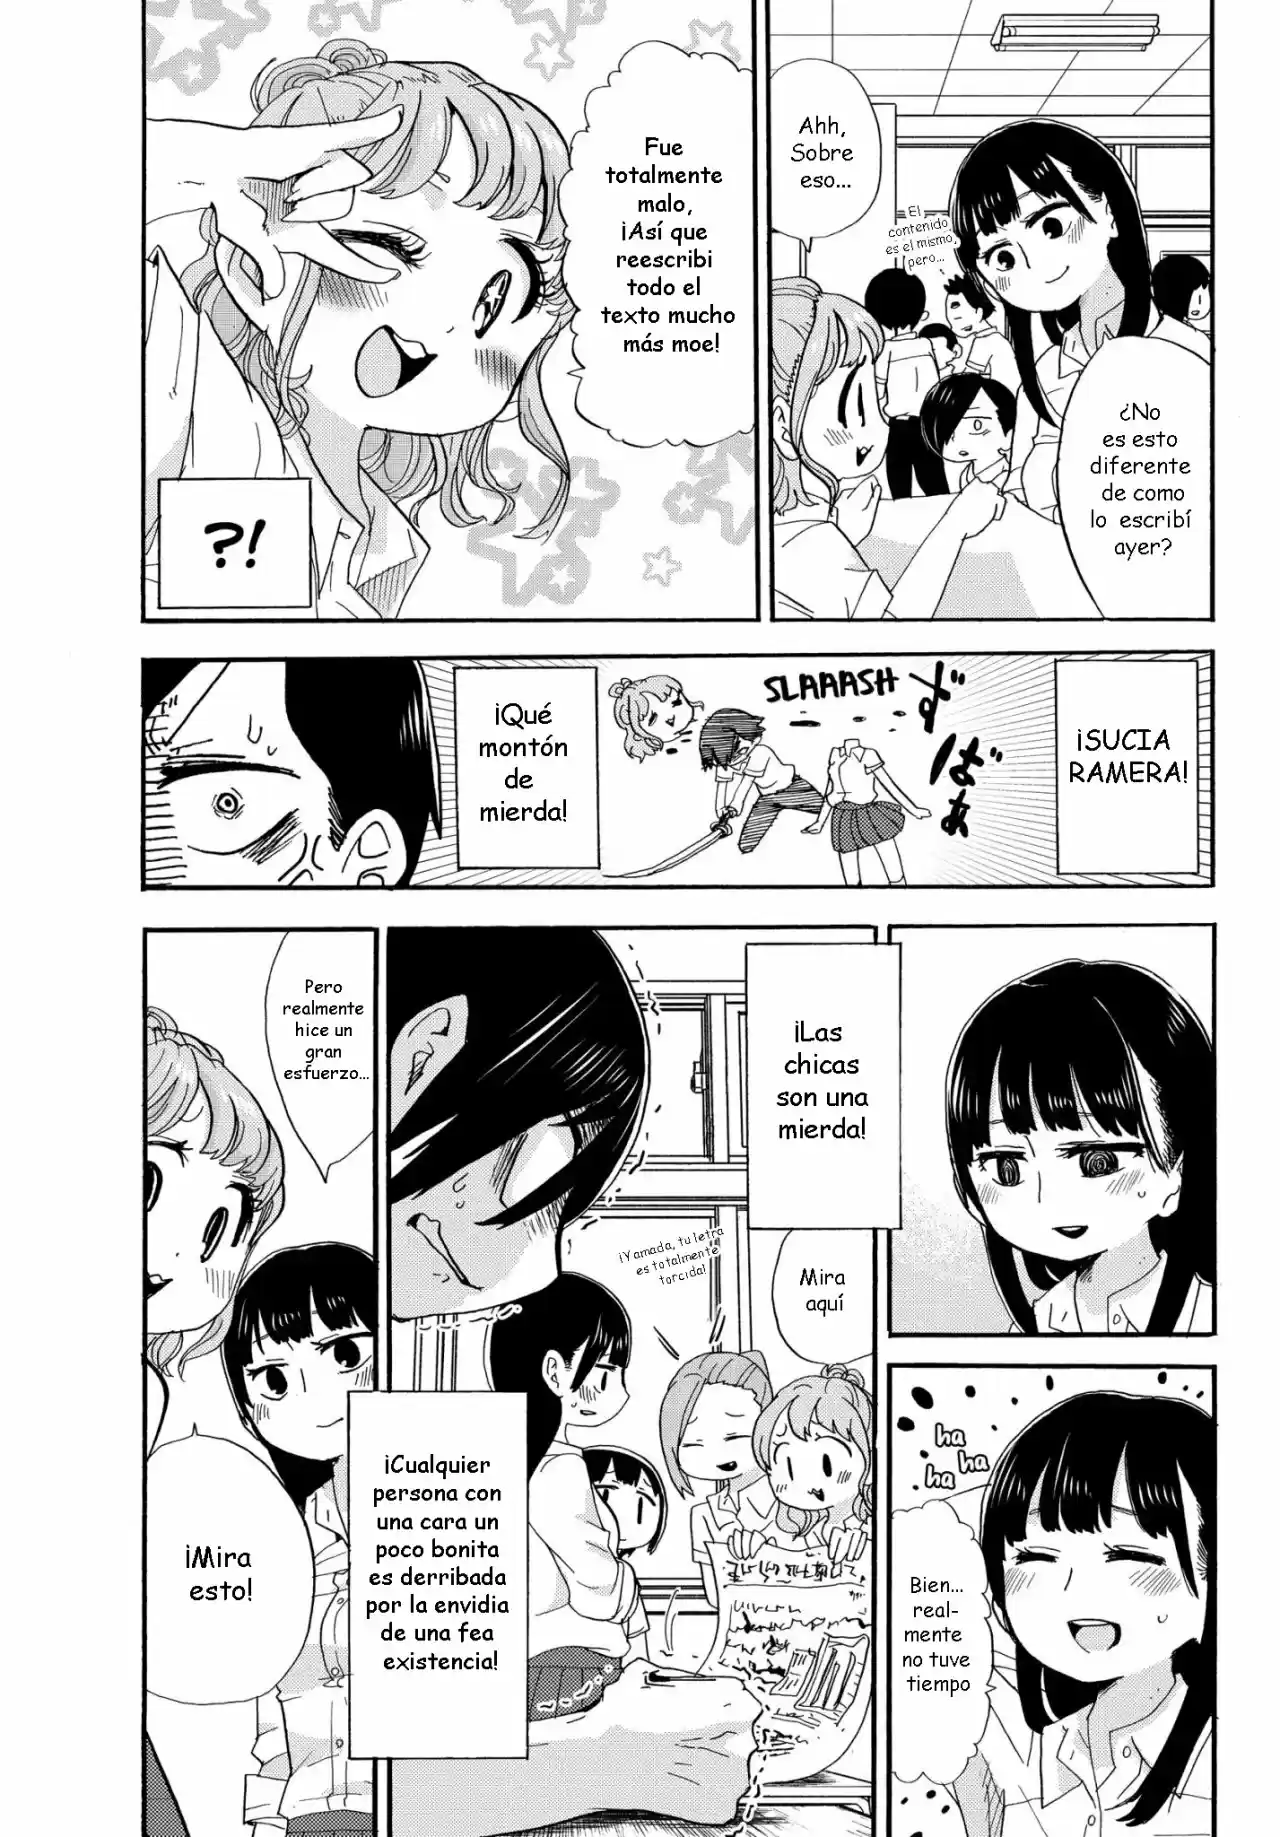 Ahh,
Sobre
eso...
El
contenido
es el mismo,
pero...
¿No
es esto
diferente
de como
lo escribí
ayer?
Fue
totalmente
malo,
¡Así que
reescribi
todo el
texto mucho
más moe!
?!
¡SUCIA
RAMERA!
SLAAASH
ずばぁ
¡Qué
montón
de
mierda!
¡Las
chicas
son una
mierda!
ha
ha
ha
Bien...
real-
mente
no tuve
tiempo
Mira
aquí
¡Yamada, tu letra
es totalmente
torcida!
¡Cualquier
persona con
una cara un
poco bonita
es derribada
por la envidia
de una fea
existencia!
Pero
realmente
hice un
gran
esfuerzo...
¡Mira
esto!